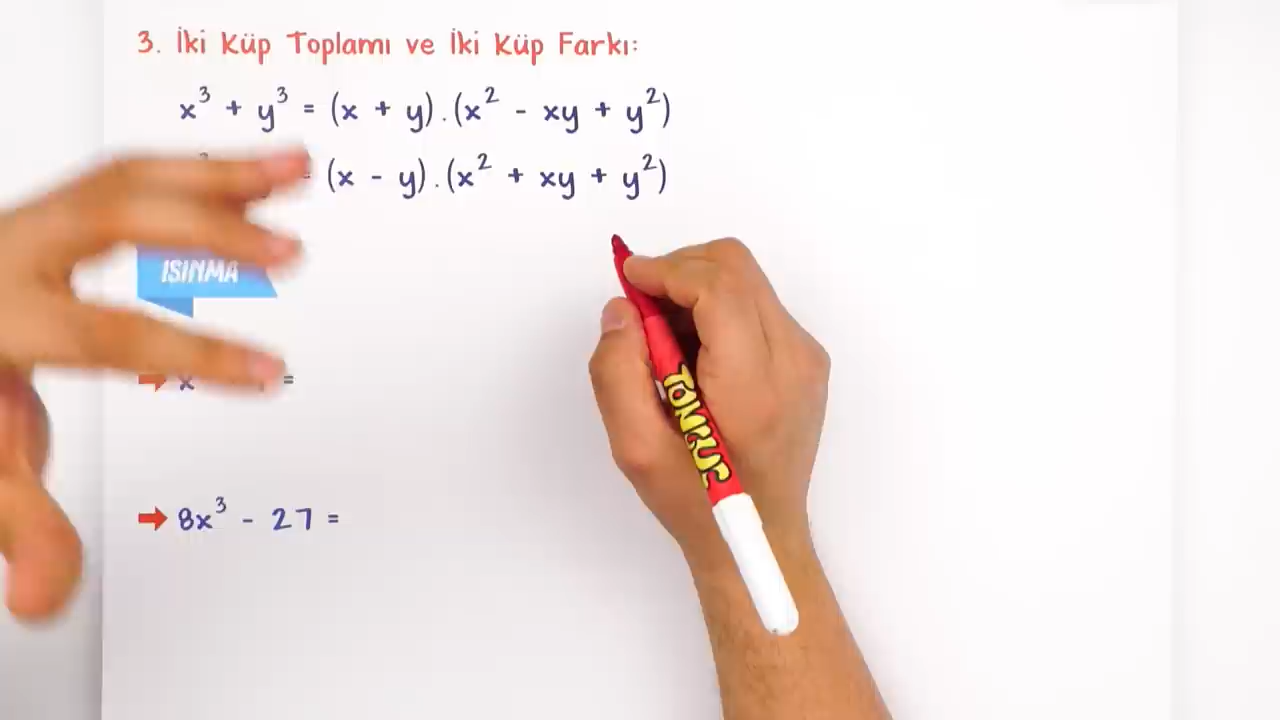 3. İki Küp Toplamı ve İki Küp Farkı:
x³ + y³ = (x + y).(x² - xy + y²)
= (x - y).(x² + xy + y²)
ISINMA
x =
8x³ - 27 =
TONGUÇ